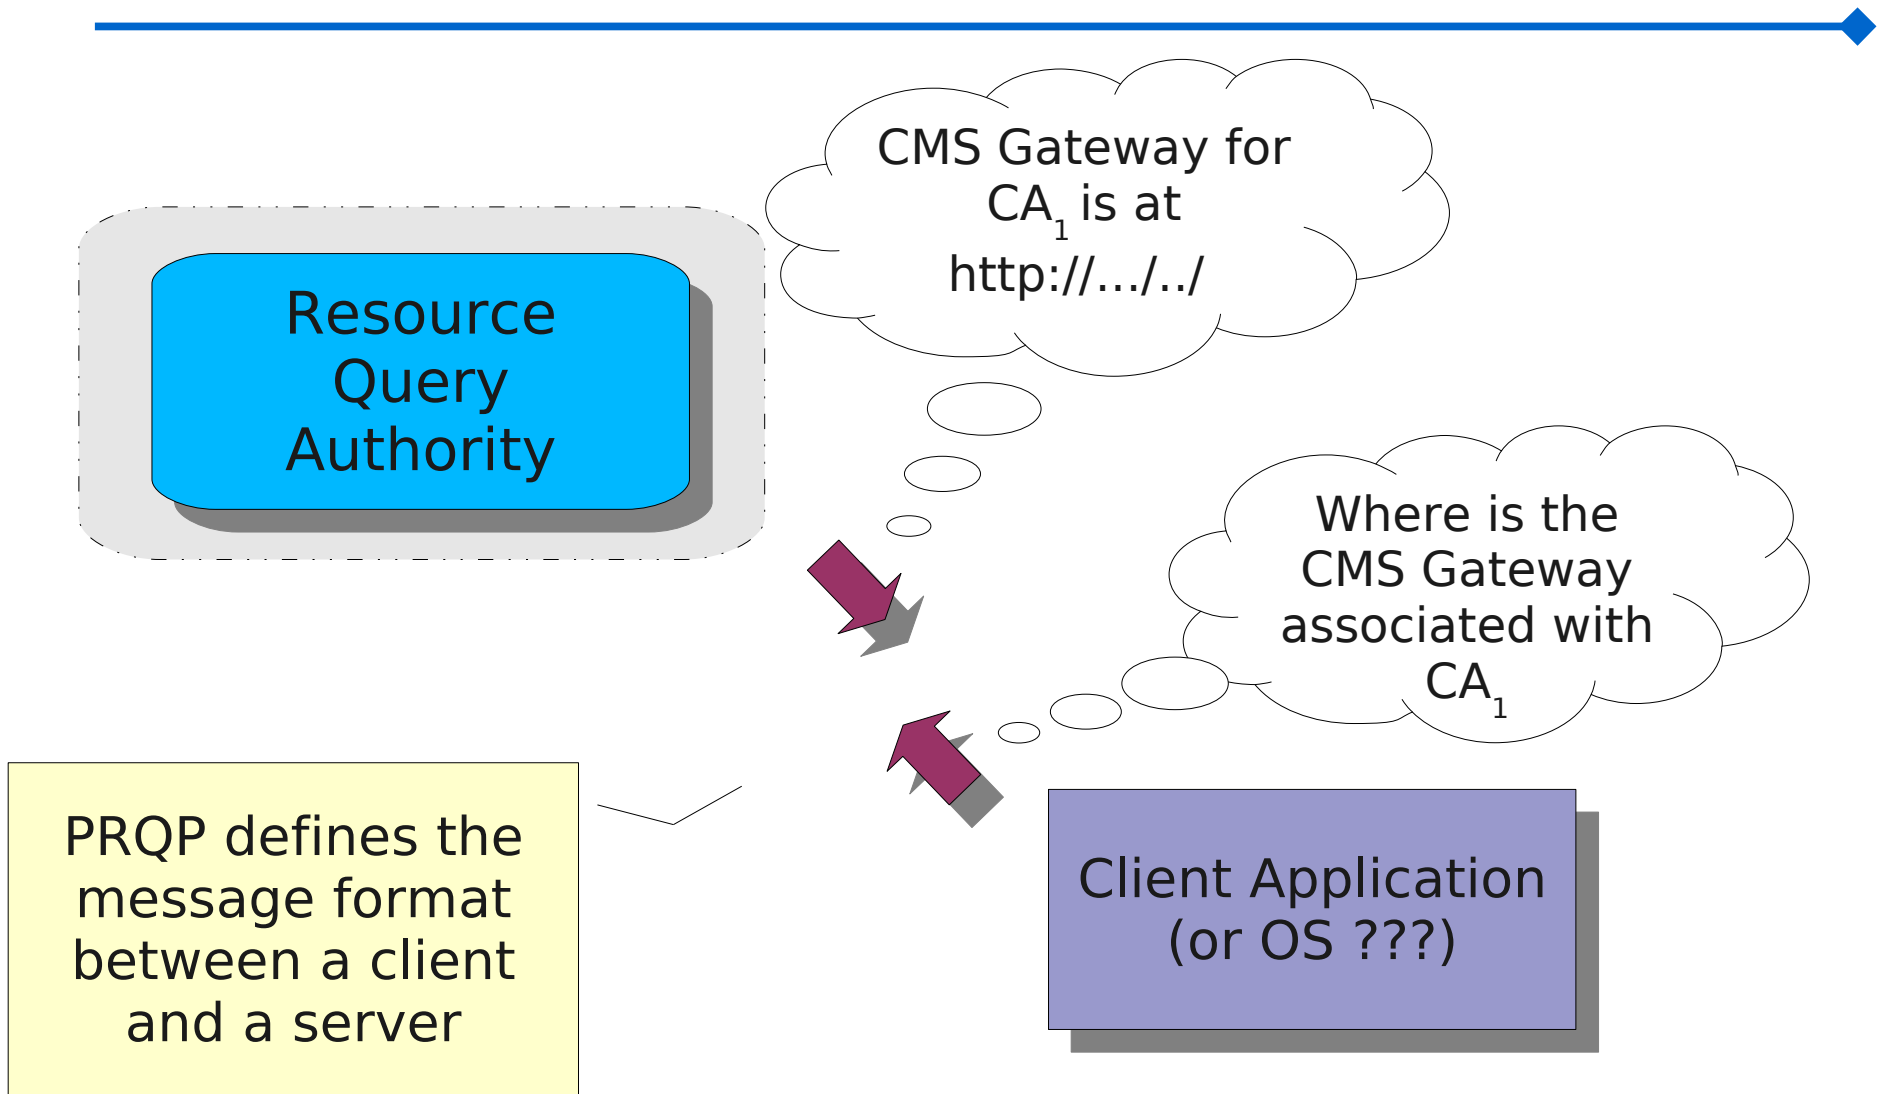 CMS Gateway for
CA₁ is at
http://.../../
Resource
Query
Authority
Where is the
CMS Gateway
associated with
CA₁
PRQP defines the
message format
between a client
and a server
Client Application
(or OS ???)